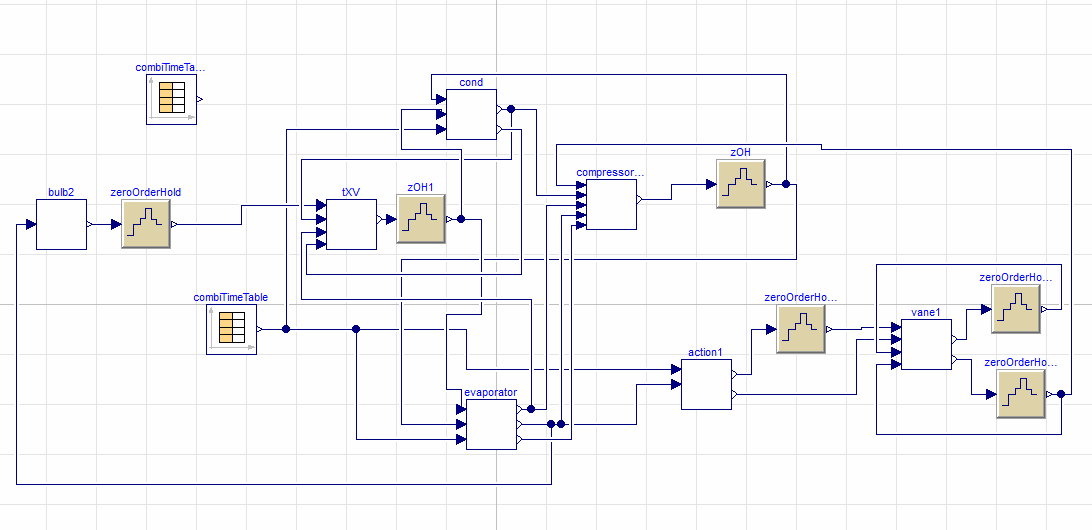 combiTimeTa...
cond
zOH
compressor...
bulb2
zeroOrderHold
tXV
zOH1
combiTimeTable
zeroOrderHo...
zeroOrderHo...
vane1
action1
zeroOrderHo...
evaporator